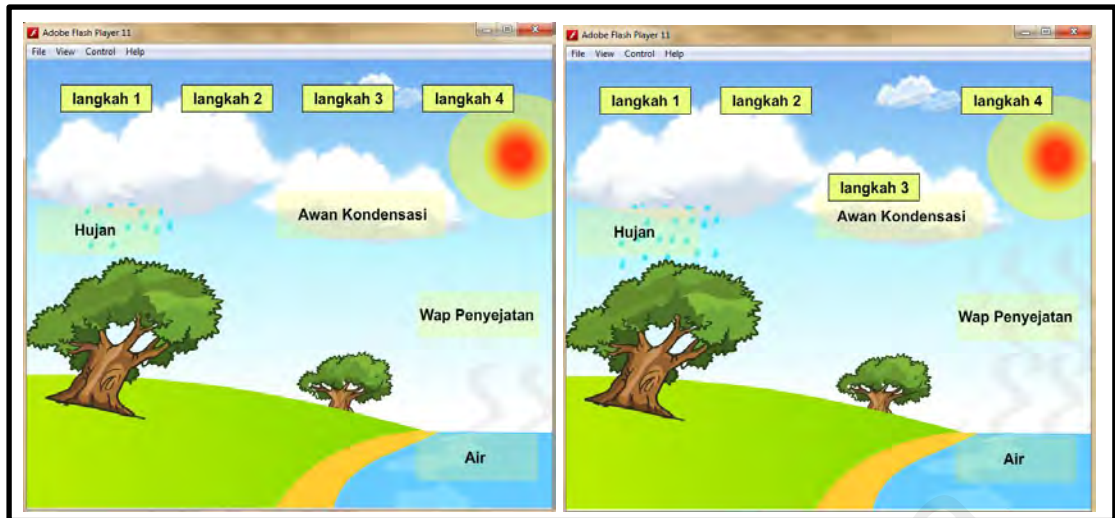 Adobe Flash Player 11
File View Control Help
langkah 1 langkah 2 langkah 3 langkah 4
Awan Kondensasi
Hujan
Wap Penyejatan
Air
Adobe Flash Player 11
File View Control Help
langkah 1 langkah 2 langkah 4
langkah 3
Awan Kondensasi
Hujan
Wap Penyejatan
Air